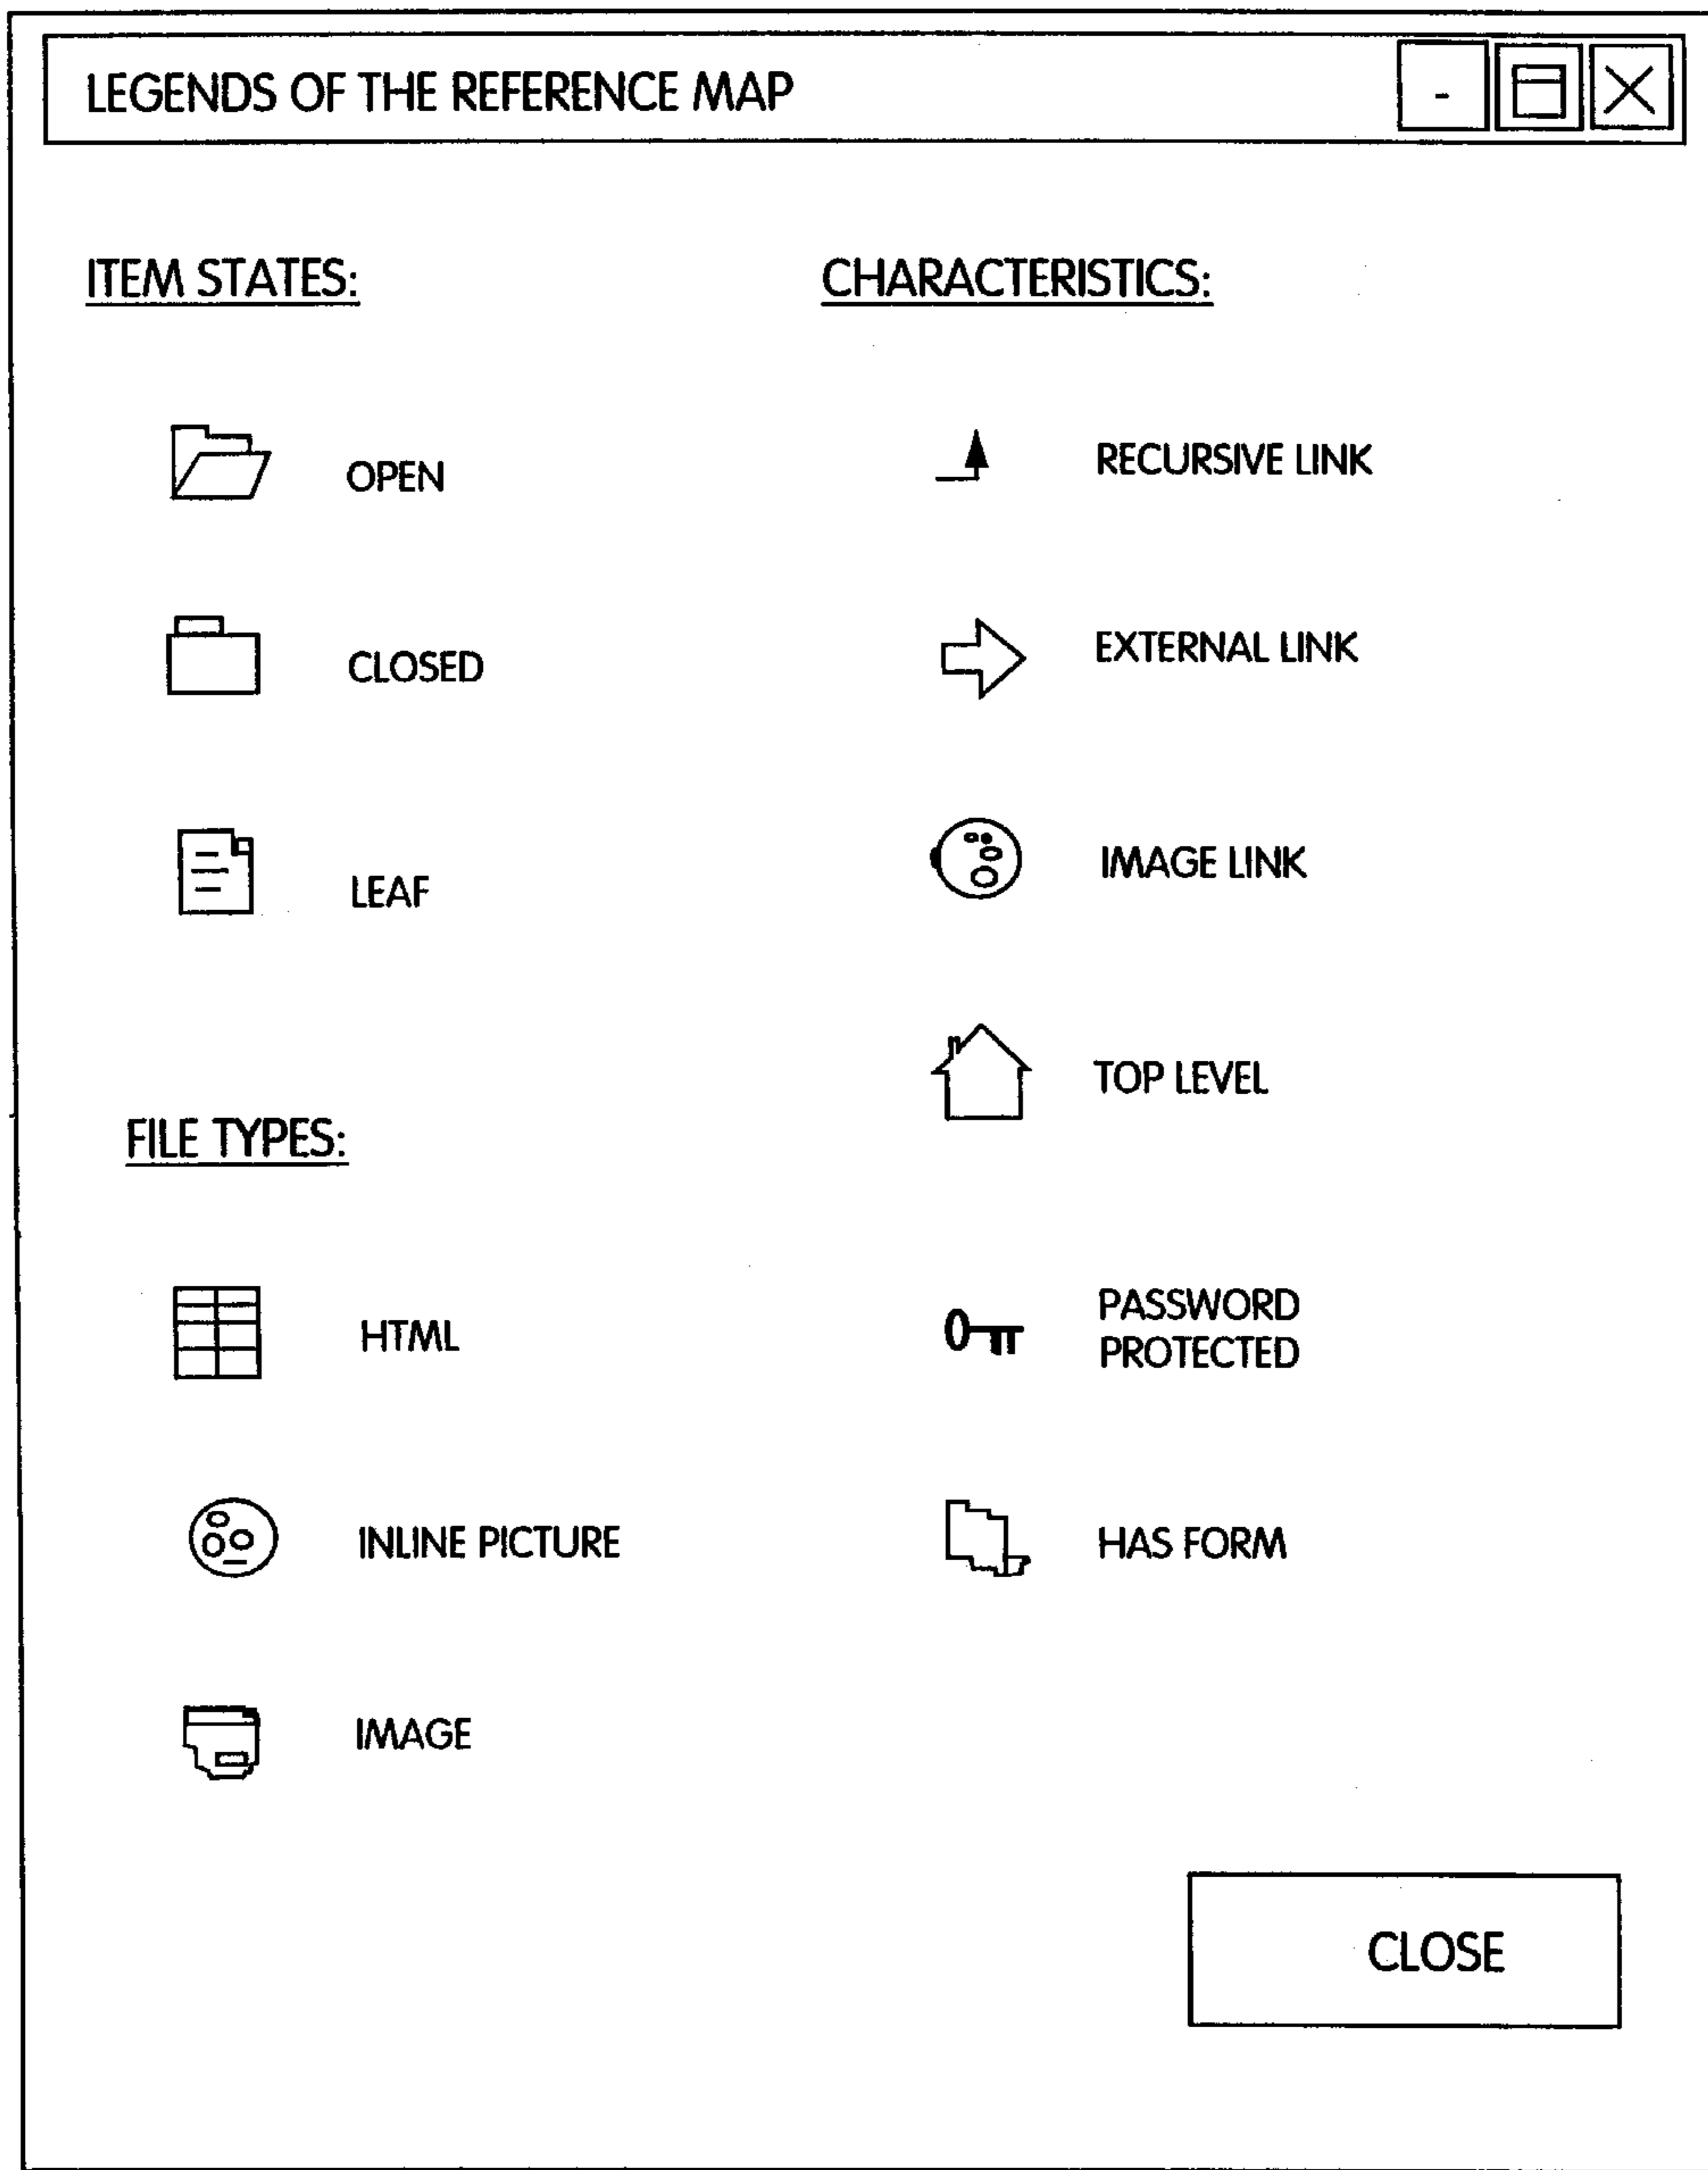 LEGENDS OF THE REFERENCE MAP
ITEM STATES:
OPEN
CLOSED
LEAF
FILE TYPES:
HTML
INLINE PICTURE
IMAGE
CHARACTERISTICS:
RECURSIVE LINK
EXTERNAL LINK
IMAGE LINK
TOP LEVEL
PASSWORD
PROTECTED
HAS FORM
CLOSE